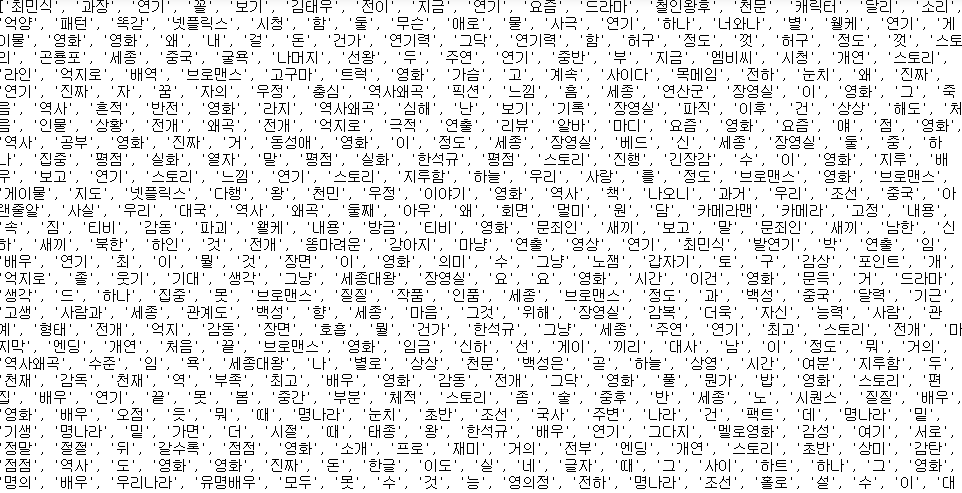 ['최민식', '과장', '연기', '꼴', '보기', '김태우', '전이', '지금', '연기', '요즘', '드라마', '철인왕후', '천문', '캐릭터', '달리', '소리',
'억양', '패턴', '똑같', '넷플릭스', '시청', '함', '둘', '무슨', '애로', '물', '사극', '연기', '하나', '너와나', '별', '월케', '연기', '게
이물', '영화', '영화', '왜', '내', '걸', '돈', '건가', '연기력', '그닥', '연기력', '함', '허구', '정도', '껏', '허구', '정도', '껏', '스토
리', '곤룡포', '세종', '중국', '굴욕', '나머지', '선왕', '두', '주연', '연기', '중반', '부', '지금', '엠비씨', '시청', '개연', '스토리',
'라인', '억지로', '배역', '브로맨스', '고구마', '트럭', '영화', '가슴', '고', '계속', '사이다', '목메임', '전하', '눈치', '왜', '진짜',
'연기', '진짜', '자', '꿈', '자의', '우정', '충심', '역사왜곡', '픽션', '느낌', '흠', '세종', '연산군', '장영실', '이', '영화', '그', '죽
음', '역사', '흔적', '반전', '영화', '라지', '역사왜곡', '심해', '난', '보기', '기록', '장영실', '파직', '이후', '건', '상상', '해도', '처
음', '인물', '상황', '전개', '왜곡', '전개', '억지로', '극적', '연출', '리뷰', '알바', '마디', '요즘', '영화', '요즘', '얘', '점', '영화',
'역사', '공부', '영화', '진짜', '거', '동성애', '영화', '이', '정도', '세종', '장영실', '베드', '신', '세종', '장영실', '둘', '중', '하
나', '집중', '평점', '실화', '열자', '말', '평점', '실화', '한석규', '평점', '스토리', '진행', '긴장감', '수', '이', '영화', '지루', '배
우', '보고', '연기', '스토리', '느낌', '연기', '스토리', '지루함', '하늘', '우리', '사랑', '를', '정도', '브로맨스', '영화', '브로맨스',
'게이물', '지도', '넷플릭스', '다행', '왕', '천민', '우정', '이야기', '영화', '역사', '책', '나오니', '과거', '우리', '조선', '중국', '아
랜줄알', '사실', '우리', '대국', '역사', '왜곡', '둘째', '아우', '왜', '회면', '멀미', '원', '담', '카메라맨', '카메라', '고정', '내용',
'속', '짐', '티비', '감동', '파괴', '월케', '내용', '방금', '티비', '영화', '문죄인', '새끼', '보고', '말', '문죄인', '새끼', '남한', '신
하', '새끼', '북한', '하인', '것', '전개', '똥마려운', '강아지', '마냥', '연출', '영상', '연기', '최민식', '발연기', '박', '연출', '임',
'배우', '연기', '최', '이', '뭘', '것', '장면', '이', '영화', '의미', '수', '그냥', '노잼', '갑자기', '토', '구', '감상', '포인트', '개',
'억지로', '졸', '웃기', '기대', '생각', '그냥', '세종대왕', '장영실', '요', '요', '영화', '시간', '이건', '영화', '문득', '거', '드라마',
'생각', '드', '하나', '집중', '못', '브로맨스', '질질', '작품', '인품', '세종', '브로맨스', '정도', '과', '백성', '중국', '달력', '기근',
'고생', '사람과', '세종', '관계도', '백성', '향', '세종', '마음', '그것', '위해', '장영실', '감복', '더욱', '자신', '능력', '사람', '관
계', '형태', '전개', '억지', '감동', '장면', '호흡', '뭘', '건가', '한석규', '그냥', '세종', '주연', '연기', '최고', '스토리', '전개', '마
지막', '엔딩', '개연', '처음', '끝', '브로맨스', '영화', '임금', '신하', '선', '게이', '끼리', '대사', '남', '이', '정도', '뭐', '거의',
'역사왜곡', '수준', '임', '욕', '세종대왕', '나', '별로', '상상', '천문', '백성은', '곧', '하늘', '상영', '시간', '여운', '지루함', '두',
'천재', '감독', '천재', '역', '부족', '최고', '배우', '영화', '감동', '전개', '그닥', '영화', '풀', '뭔가', '밥', '영화', '스토리', '편
집', '배우', '연기', '끝', '못', '봄', '중간', '부분', '체적', '스토리', '좀', '술', '중후', '반', '세종', '노', '시퀀스', '질질', '배우',
'영화', '배우', '오점', '듯', '뭐', '때', '명나라', '눈치', '초반', '조선', '국사', '주변', '나라', '건', '팩트', '데', '명나라', '밑',
'기생', '명나라', '밑', '가면', '더', '시절', '때', '태종', '왕', '한석규', '배우', '연기', '그다지', '멜로영화', '감성', '여기', '서로',
'정말', '절절', '뒤', '갈수록', '점점', '영화', '소개', '프로', '재미', '거의', '전부', '엔딩', '개연', '스토리', '초반', '상미', '감탄',
'점점', '역사', '도', '영화', '영화', '진짜', '돈', '한글', '이도', '실', '네', '글자', '때', '그', '사이', '하트', '하나', '그', '영화',
'명의', '배우', '우리나라', '유명배우', '모두', '못', '수', '것', '능', '영의정', '전하', '명나라', '조선', '홀로', '설', '수', '이', '대